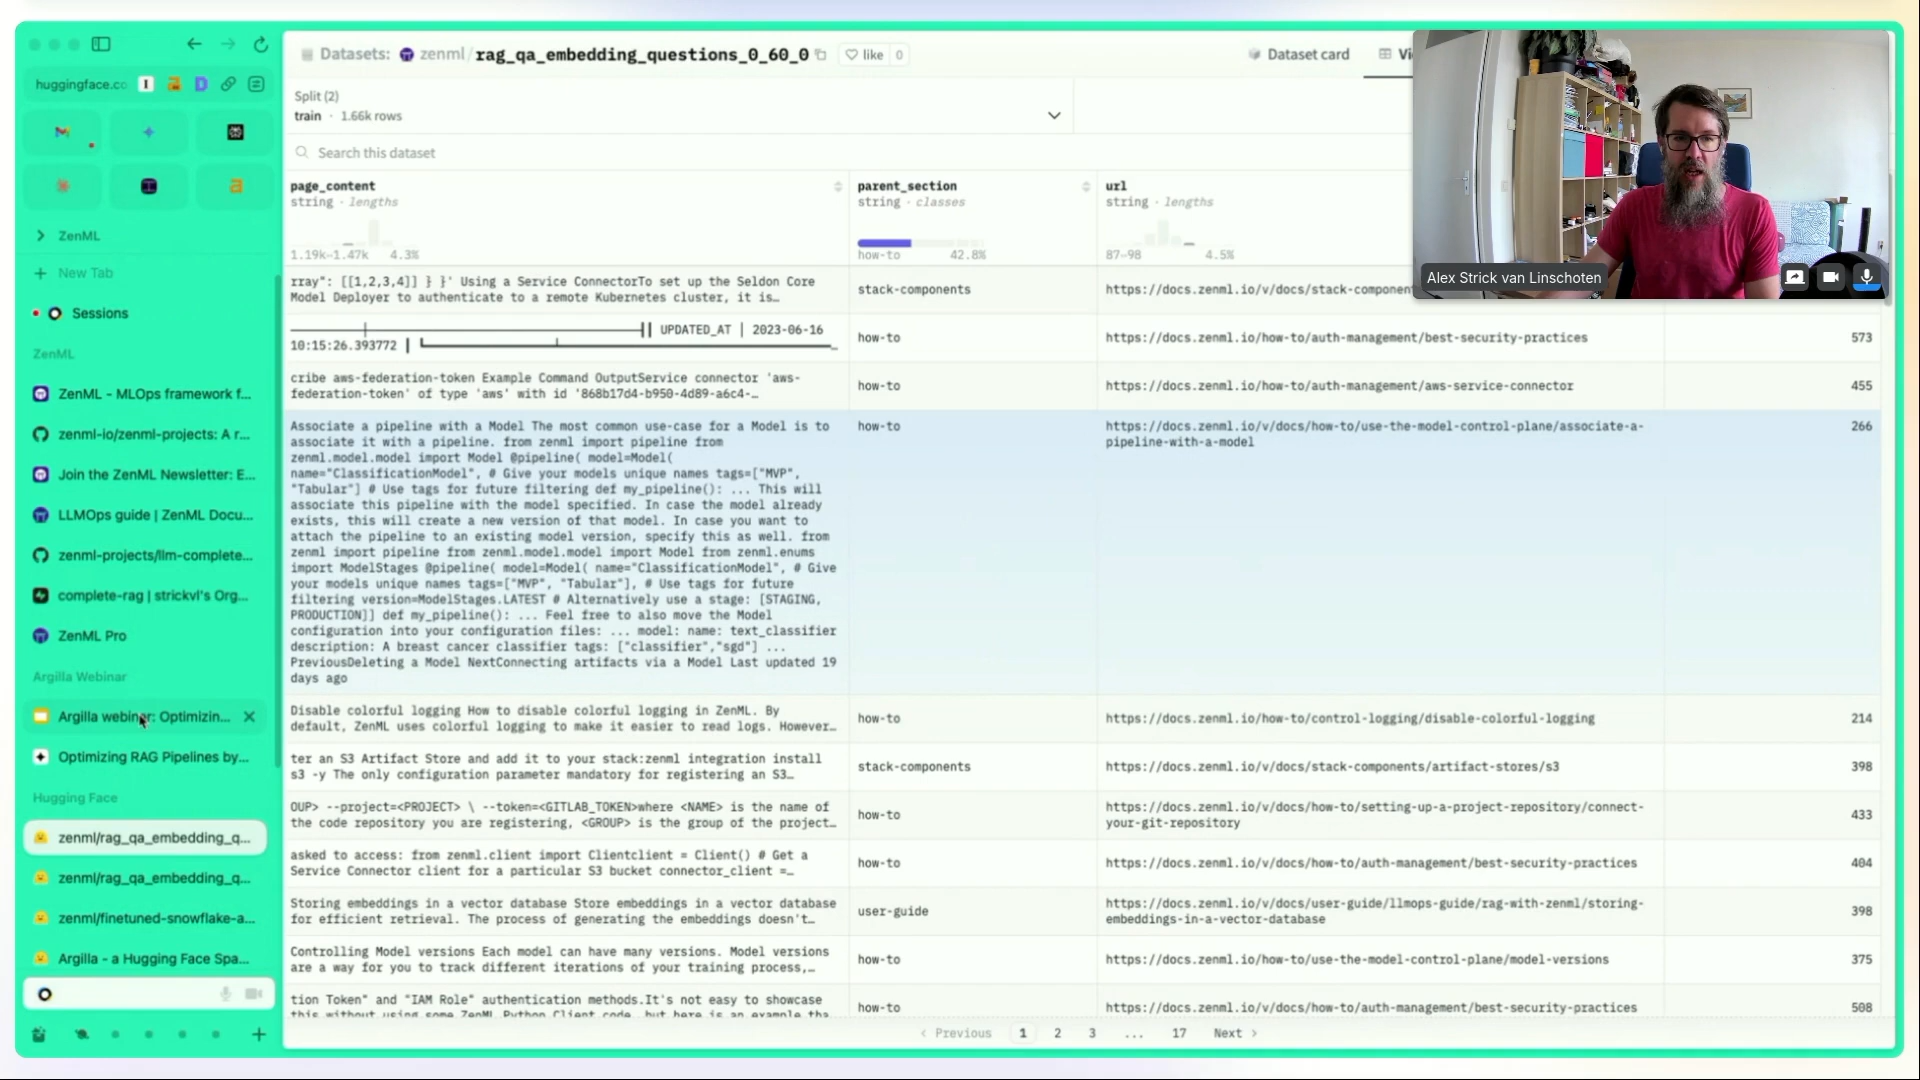 huggingface.co
ZenML
New Tab
Sessions
ZenML
ZenML - MLOps framework f...
zenml-io/zenml-projects: A r...
Join the ZenML Newsletter: E...
LLMOps guide | ZenML Docu...
zenml-projects/llm-complete...
complete-rag | strickvl's Org...
ZenML Pro
Argilla Webinar
Argilla webinar: Optimizin...
Optimizing RAG Pipelines by...
Hugging Face
zenml/rag_qa_embedding_q...
zenml/rag_qa_embedding_q...
zenml/finetuned-snowflake-a...
Argilla - a Hugging Face Spa...
Datasets: zenml/rag_qa_embedding_questions_0_60_0 like 0
Dataset card
Split (2)
train · 1.66k rows
Search this dataset
page_content
string · lengths
1.19k–1.47k 4.3%
parent_section
string · classes
how-to 42.8%
url
string · lengths
87–98 4.5%
Alex Strick van Linschoten
rray": [[1,2,3,4]] } }' Using a Service ConnectorTo set up the Seldon Core
Model Deployer to authenticate to a remote Kubernetes cluster, it is…
stack-components
https://docs.zenml.io/v/docs/stack-component
UPDATED_AT | 2023-06-16
10:15:26.393772
how-to
https://docs.zenml.io/how-to/auth-management/best-security-practices
573
cribe aws-federation-token Example Command OutputService connector 'aws-
federation-token' of type 'aws' with id '868b17d4-b950-4d89-a6c4-…
how-to
https://docs.zenml.io/how-to/auth-management/aws-service-connector
455
Associate a pipeline with a Model The most common use-case for a Model is to
associate it with a pipeline. from zenml import pipeline from
zenml.model.model import Model @pipeline( model=Model(
name="ClassificationModel", # Give your models unique names tags=["MVP",
"Tabular"] # Use tags for future filtering def my_pipeline(): ... This will
associate this pipeline with the model specified. In case the model already
exists, this will create a new version of that model. In case you want to
attach the pipeline to an existing model version, specify this as well. from
zenml import pipeline from zenml.model.model import Model from zenml.enums
import ModelStages @pipeline( model=Model( name="ClassificationModel", # Give
your models unique names tags=["MVP", "Tabular"], # Use tags for future
filtering version=ModelStages.LATEST # Alternatively use a stage: [STAGING,
PRODUCTION]] def my_pipeline(): ... Feel free to also move the Model
configuration into your configuration files: ... model: name: text_classifier
description: A breast cancer classifier tags: ["classifier","sgd"] ...
PreviousDeleting a Model NextConnecting artifacts via a Model Last updated 19
days ago
how-to
https://docs.zenml.io/v/docs/how-to/use-the-model-control-plane/associate-a-
pipeline-with-a-model
266
Disable colorful logging How to disable colorful logging in ZenML. By
default, ZenML uses colorful logging to make it easier to read logs. However…
how-to
https://docs.zenml.io/how-to/control-logging/disable-colorful-logging
214
ter an S3 Artifact Store and add it to your stack:zenml integration install
s3 -y The only configuration parameter mandatory for registering an S3…
stack-components
https://docs.zenml.io/v/docs/stack-components/artifact-stores/s3
398
OUP> --project=<PROJECT> \ --token=<GITLAB_TOKEN>where <NAME> is the name of
the code repository you are registering, <GROUP> is the group of the project…
how-to
https://docs.zenml.io/v/docs/how-to/setting-up-a-project-repository/connect-
your-git-repository
433
asked to access: from zenml.client import Clientclient = Client() # Get a
Service Connector client for a particular S3 bucket connector_client =…
how-to
https://docs.zenml.io/v/docs/how-to/auth-management/best-security-practices
404
Storing embeddings in a vector database Store embeddings in a vector database
for efficient retrieval. The process of generating the embeddings doesn't…
user-guide
https://docs.zenml.io/v/docs/user-guide/llmops-guide/rag-with-zenml/storing-
embeddings-in-a-vector-database
398
Controlling Model versions Each model can have many versions. Model versions
are a way for you to track different iterations of your training process,…
how-to
https://docs.zenml.io/how-to/use-the-model-control-plane/model-versions
375
tion Token" and "IAM Role" authentication methods.It's not easy to showcase
this without using some ZenML Python Client code, but here is an example tha
how-to
https://docs.zenml.io/v/docs/how-to/auth-management/best-security-practices
508
Previous 1 2 3 ... 17 Next